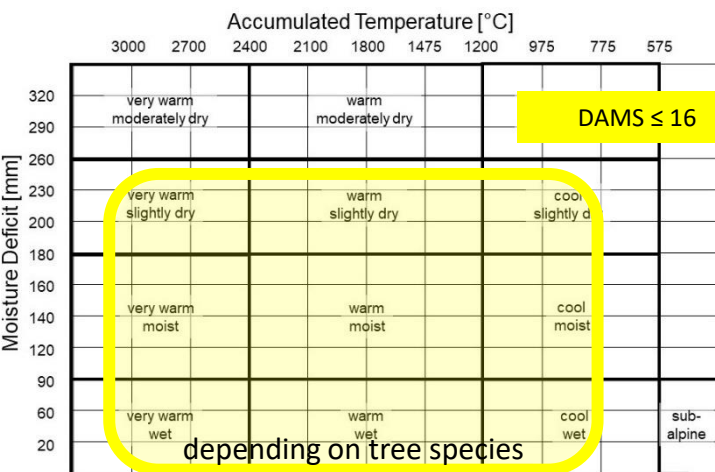 Accumulated Temperature [°C]
3000 2700 2400 2100 1800 1475 1200 975 775 575
Moisture Deficit [mm]
320
very warm warm
moderately dry moderately dry
DAMS ≤ 16
290
260
230
very warm warm cool
slightly dry slightly dry slightly d
200
180
160
very warm warm cool
140
moist moist moist
120
90
60
very warm warm cool sub-
wet wet wet alpine
20
depending on tree species